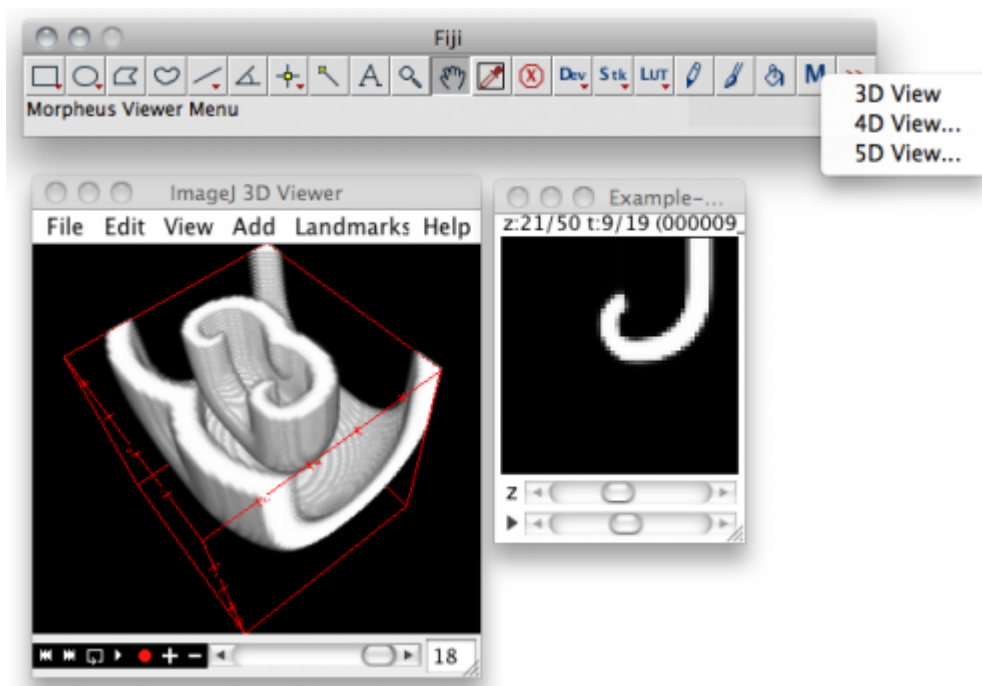 Fiji
A Dev Stk LUT M >>
Morpheus Viewer Menu
3D View
4D View...
5D View...
ImageJ 3D Viewer
File Edit View Add Landmarks Help
18
Example-...
z:21/50 t:9/19 (000009_
z